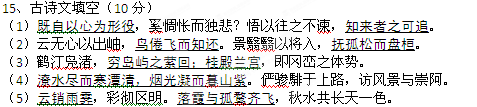 15、古诗文填空（10 分）
（1）既自以心为形役，奚惆怅而独悲？悟以往之不谏，知来者之可追。
（2）云无心以出岫，鸟倦飞而知还。景翳翳以将入，抚孤松而盘桓。
（3）鹤汀凫渚，穷岛屿之萦回；桂殿兰宫，即冈峦之体势。
（4）潦水尽而寒潭清，烟光凝而暮山紫。俨骖騑于上路，访风景与崇阿。
（5）云销雨霁，彩彻区明。落霞与孤鹜齐飞，秋水共长天一色。